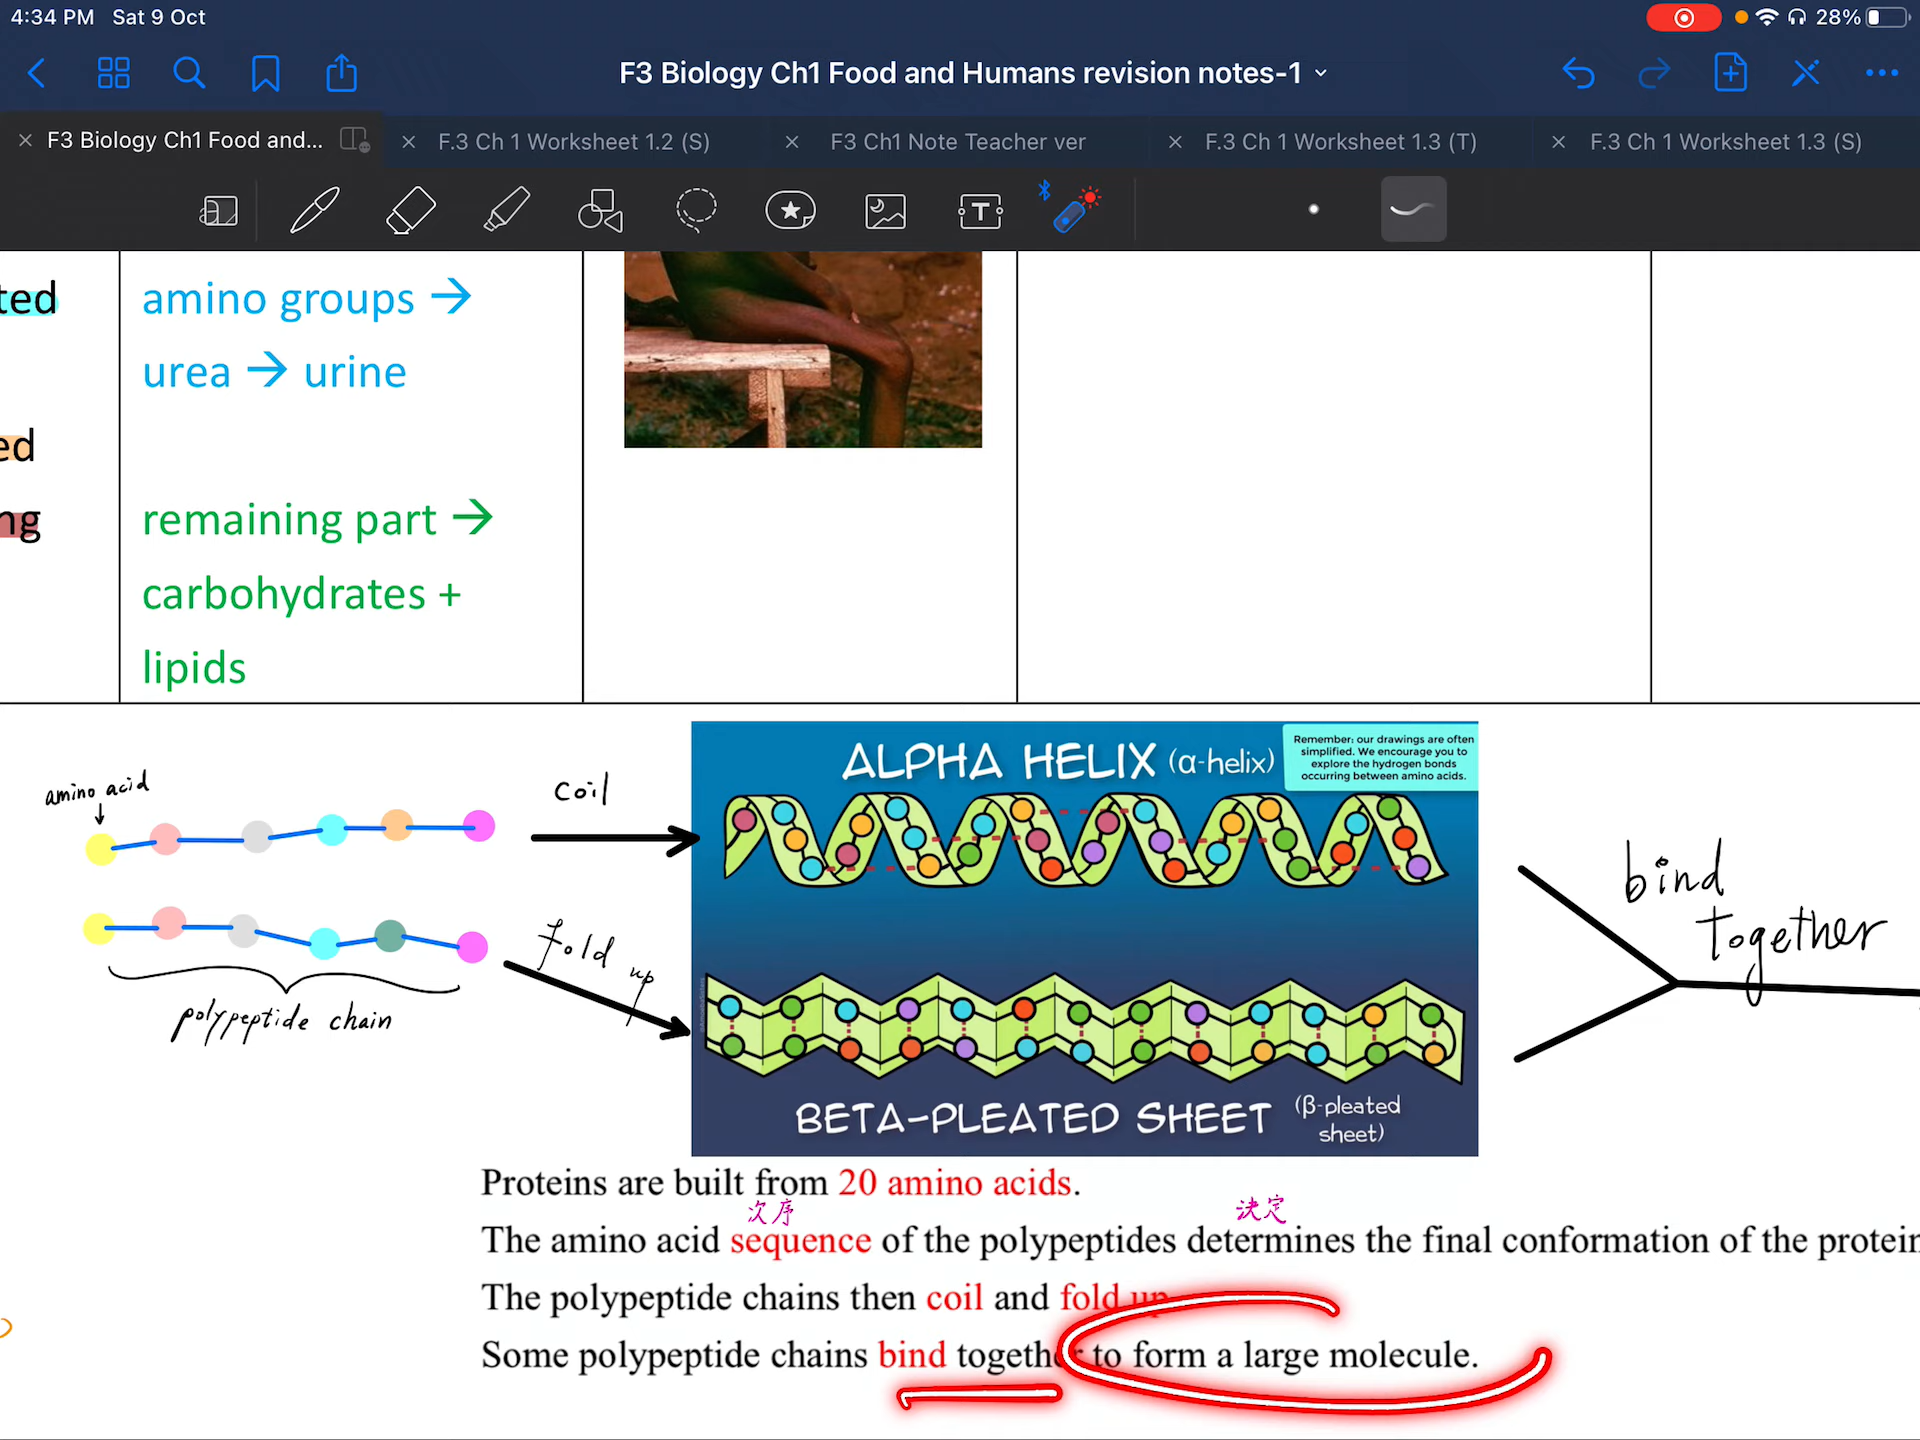 4:34 PM Sat 9 Oct
28%
F3 Biology Ch1 Food and Humans revision notes-1
F3 Biology Ch1 Food and...
F.3 Ch 1 Worksheet 1.2 (S)
F3 Ch1 Note Teacher ver
F.3 Ch 1 Worksheet 1.3 (T)
F.3 Ch 1 Worksheet 1.3 (S)
ted
ed
ng
amino groups →
urea → urine
remaining part →
carbohydrates +
lipids
amino acid
polypeptide chain
coil
fold up
ALPHA HELIX (α-helix)
Remember: our drawings are often
simplified. We encourage you to
explore the hydrogen bonds
occurring between amino acids.
BETA-PLEATED SHEET (β-pleated
sheet)
bind
together
Proteins are built from 20 amino acids.
次序 决定
The amino acid sequence of the polypeptides determines the final conformation of the protein
The polypeptide chains then coil and fold up
Some polypeptide chains bind together to form a large molecule.